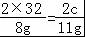 2×32/8g = 2c/11g